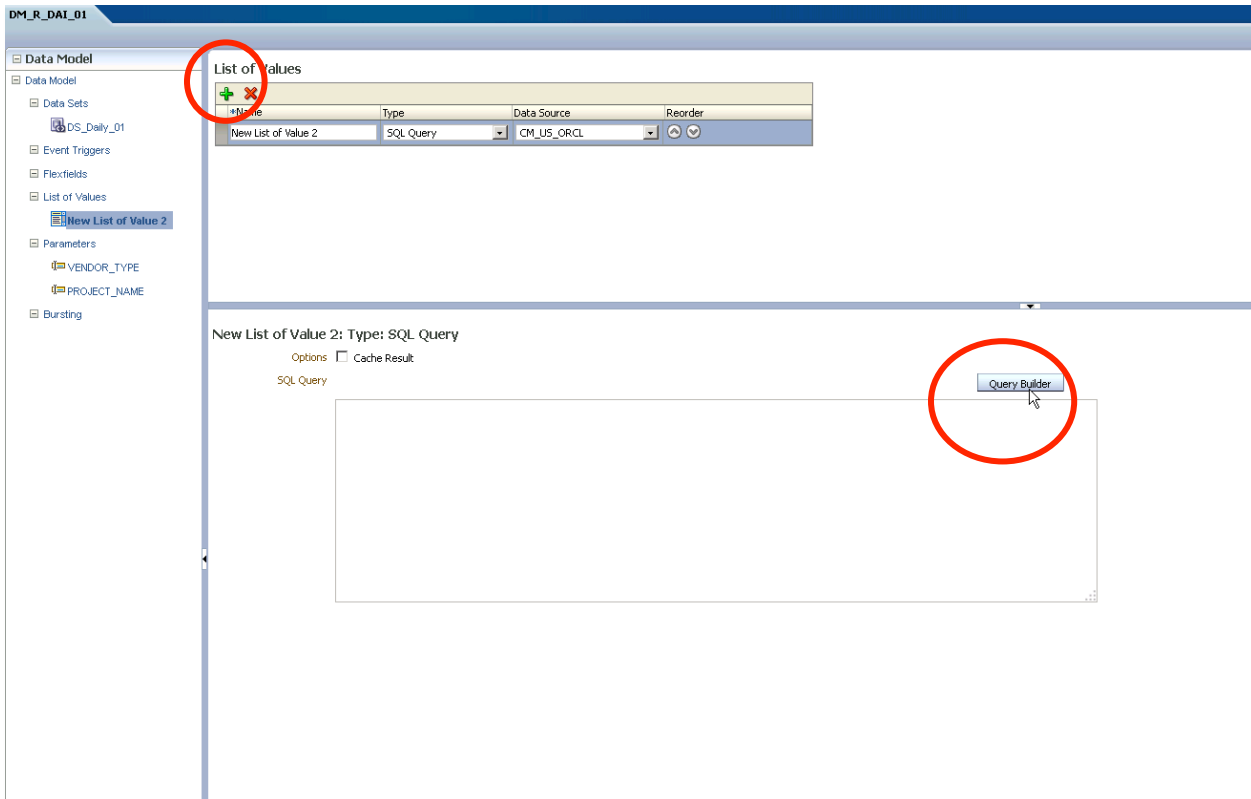 DM_R_DAI_01
Data Model
Data Model
Data Sets
DS_Daily_01
Event Triggers
Flexfields
List of Values
New List of Value 2
Parameters
VENDOR_TYPE
PROJECT_NAME
Bursting
List of Values
*Name Type Data Source Reorder
New List of Value 2 SQL Query CM_US_ORCL
New List of Value 2: Type: SQL Query
Options Cache Result
SQL Query
Query Builder